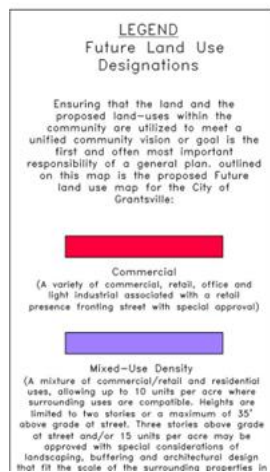 LEGEND
Future Land Use
Designations
Ensuring that the land and the
proposed land-uses within the
community are utilized to meet a
unified community vision or goal is the
first and often most important
responsibility of a general plan. outlined
on this map is the proposed Future
land use map for the City of
Grantsville:
Commercial
(A variety of commercial, retail, office and
light industrial associated with a retail
presence fronting street with special approval)
Mixed-Use Density
(A mixture of commercial/retail and residential
uses, allowing up to 10 units per acre where
surrounding uses are compatible. Heights are
limited to two stories or a maximum of 35'
above grade at street. Three stories above grade
at street and/or 15 units per acre may be
approved with special considerations of
landscaping, buffering and architectural design
that fit the scale of the surrounding properties in